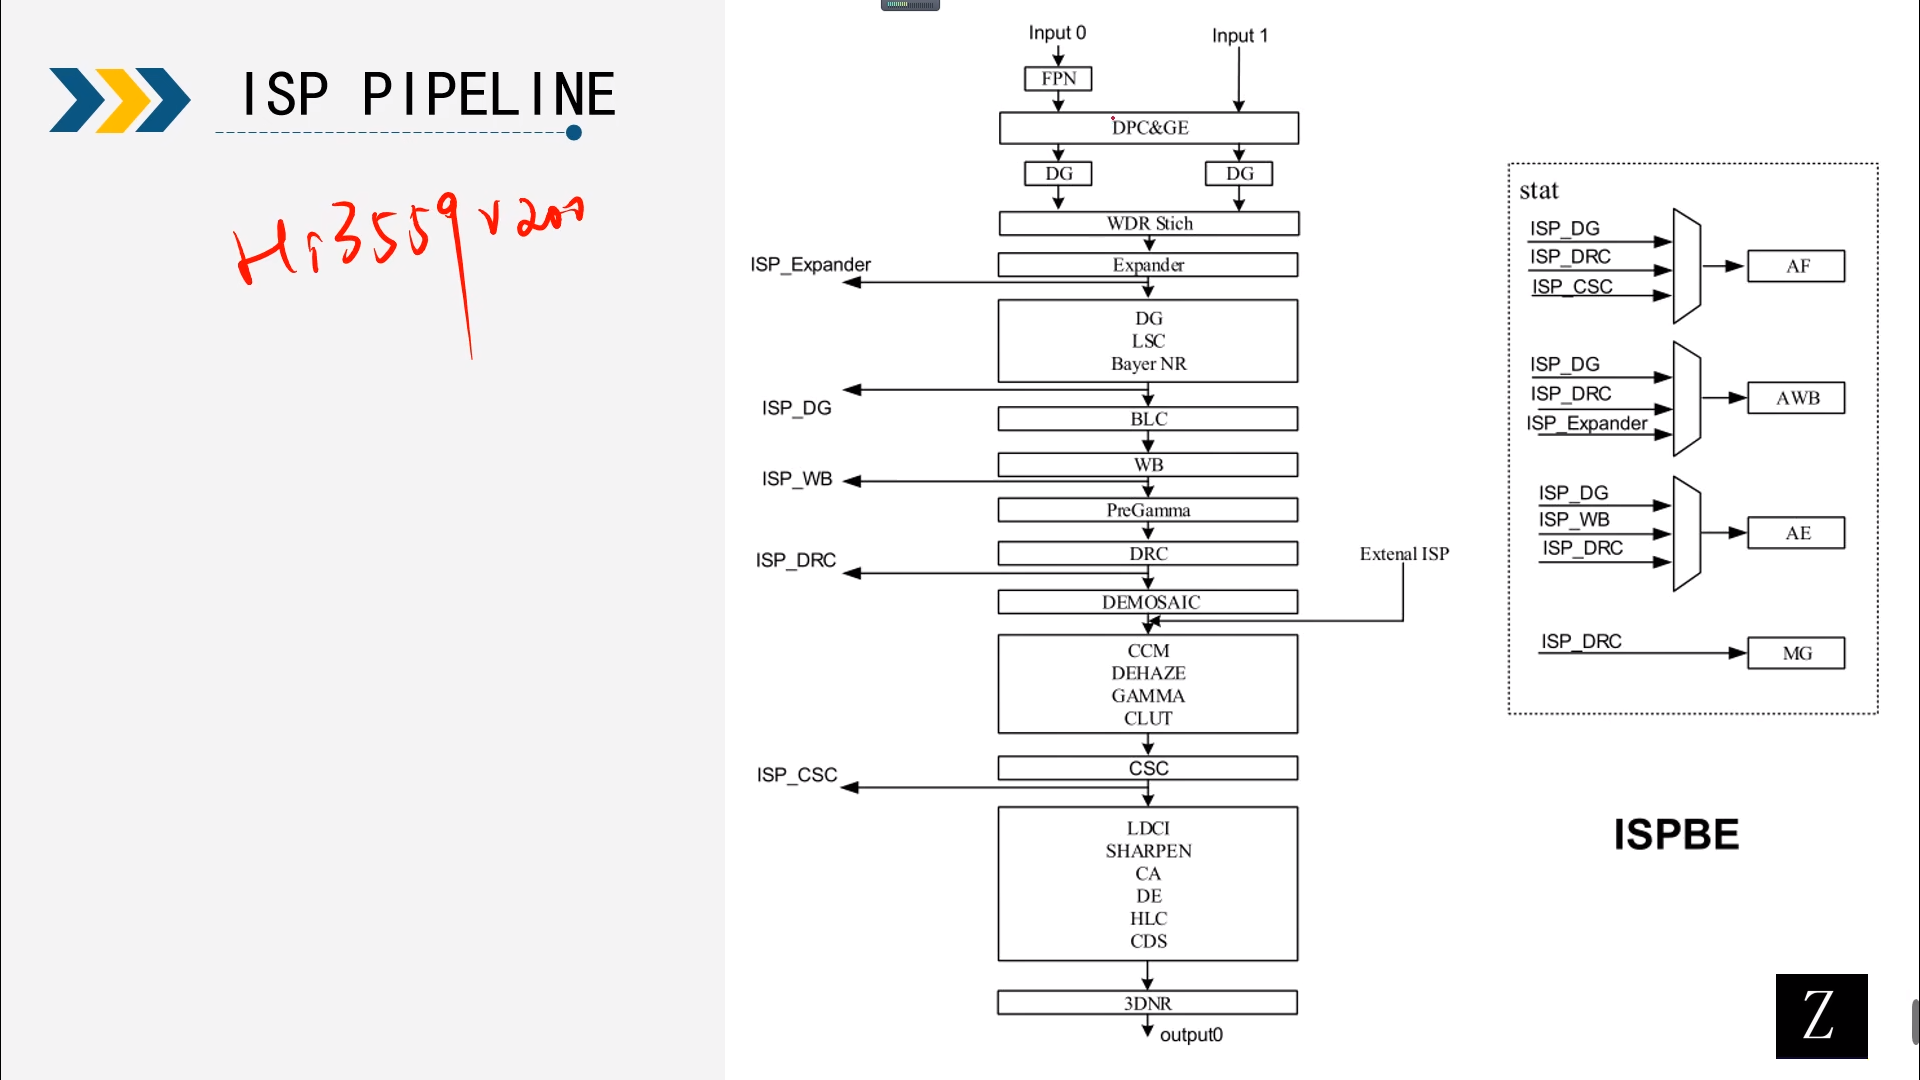 ISP PIPELINE
Hi3559V200
Input 0
Input 1
FPN
DPC&GE
DG
DG
WDR Stich
Expander
ISP_Expander
DG
LSC
Bayer NR
ISP_DG
BLC
WB
ISP_WB
PreGamma
DRC
ISP_DRC
Extenal ISP
DEMOSAIC
CCM
DEHAZE
GAMMA
CLUT
CSC
ISP_CSC
LDCI
SHARPEN
CA
DE
HLC
CDS
3DNR
output0
stat
ISP_DG
ISP_DRC
ISP_CSC
AF
ISP_DG
ISP_DRC
ISP_Expander
AWB
ISP_DG
ISP_WB
ISP_DRC
AE
ISP_DRC
MG
ISPBE
Z